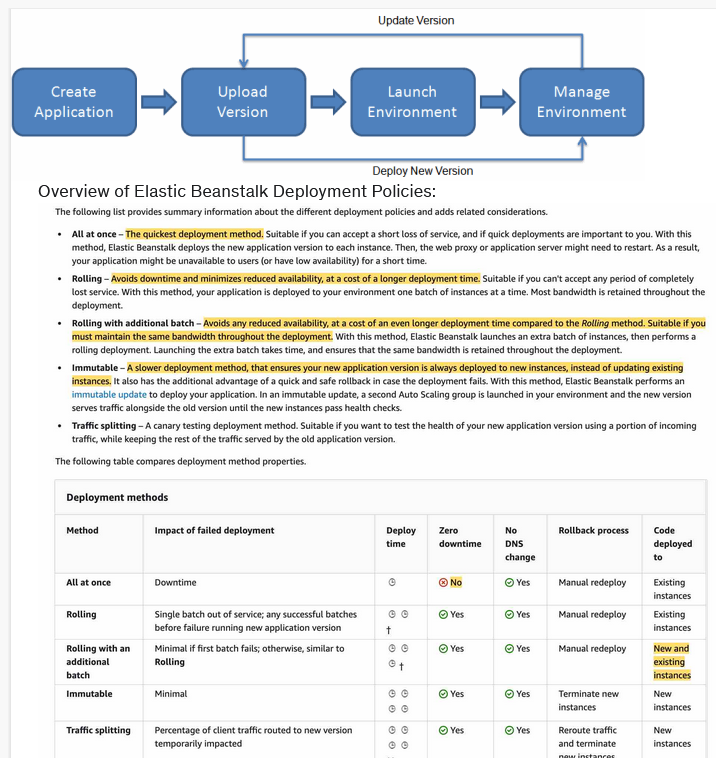 Update Version
Create
Application
Upload
Version
Launch
Environment
Manage
Environment
Deploy New Version
Overview of Elastic Beanstalk Deployment Policies:
The following list provides summary information about the different deployment policies and adds related considerations.
• All at once – The quickest deployment method. Suitable if you can accept a short loss of service, and if quick deployments are important to you. With this
method, Elastic Beanstalk deploys the new application version to each instance. Then, the web proxy or application server might need to restart. As a result,
your application might be unavailable to users (or have low availability) for a short time.
• Rolling – Avoids downtime and minimizes reduced availability, at a cost of a longer deployment time. Suitable if you can't accept any period of completely
lost service. With this method, your application is deployed to your environment one batch of instances at a time. Most bandwidth is retained throughout the
deployment.
• Rolling with additional batch – Avoids any reduced availability, at a cost of an even longer deployment time compared to the Rolling method. Suitable if you
must maintain the same bandwidth throughout the deployment. With this method, Elastic Beanstalk launches an extra batch of instances, then performs a
rolling deployment. Launching the extra batch takes time, and ensures that the same bandwidth is retained throughout the deployment.
• Immutable – A slower deployment method, that ensures your new application version is always deployed to new instances, instead of updating existing
instances. It also has the additional advantage of a quick and safe rollback in case the deployment fails. With this method, Elastic Beanstalk performs an
immutable update to deploy your application. In an immutable update, a second Auto Scaling group is launched in your environment and the new version
serves traffic alongside the old version until the new instances pass health checks.
• Traffic splitting – A canary testing deployment method. Suitable if you want to test the health of your new application version using a portion of incoming
traffic, while keeping the rest of the traffic served by the old application version.
The following table compares deployment method properties.
Deployment methods
Method
Impact of failed deployment
Deploy
time
Zero
downtime
No
DNS
change
Rollback process
Code
deployed
to
All at once
Downtime
No
Yes
Manual redeploy
Existing
instances
Rolling
Single batch out of service; any successful batches
before failure running new application version
†
Yes
Yes
Manual redeploy
Existing
instances
Rolling with an
additional
batch
Minimal if first batch fails; otherwise, similar to
Rolling
†
Yes
Yes
Manual redeploy
New and
existing
instances
Immutable
Minimal
Yes
Yes
Terminate new
instances
New
instances
Traffic splitting
Percentage of client traffic routed to new version
temporarily impacted
Yes
Yes
Reroute traffic
and terminate
new instances
New
instances